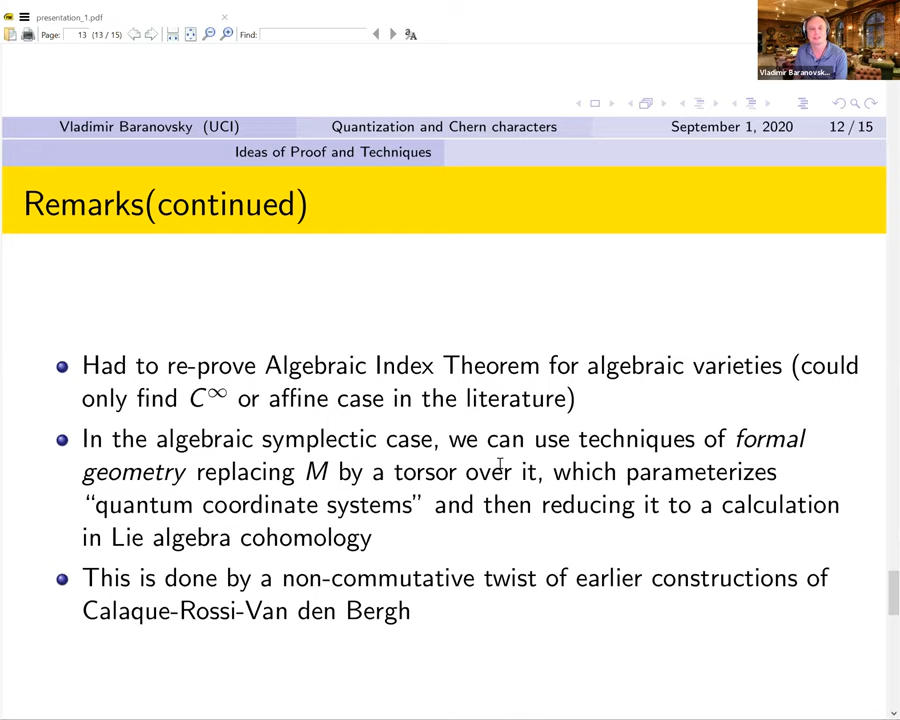 presentation_1.pdf
Page: 13 (13 / 15) Find:
Vladimir Baranovsk...
Vladimir Baranovsky (UCI) Quantization and Chern characters September 1, 2020 12 / 15
Ideas of Proof and Techniques
Remarks(continued)
Had to re-prove Algebraic Index Theorem for algebraic varieties (could
only find C∞ or affine case in the literature)
In the algebraic symplectic case, we can use techniques of formal
geometry replacing M by a torsor over it, which parameterizes
“quantum coordinate systems” and then reducing it to a calculation
in Lie algebra cohomology
This is done by a non-commutative twist of earlier constructions of
Calaque-Rossi-Van den Bergh